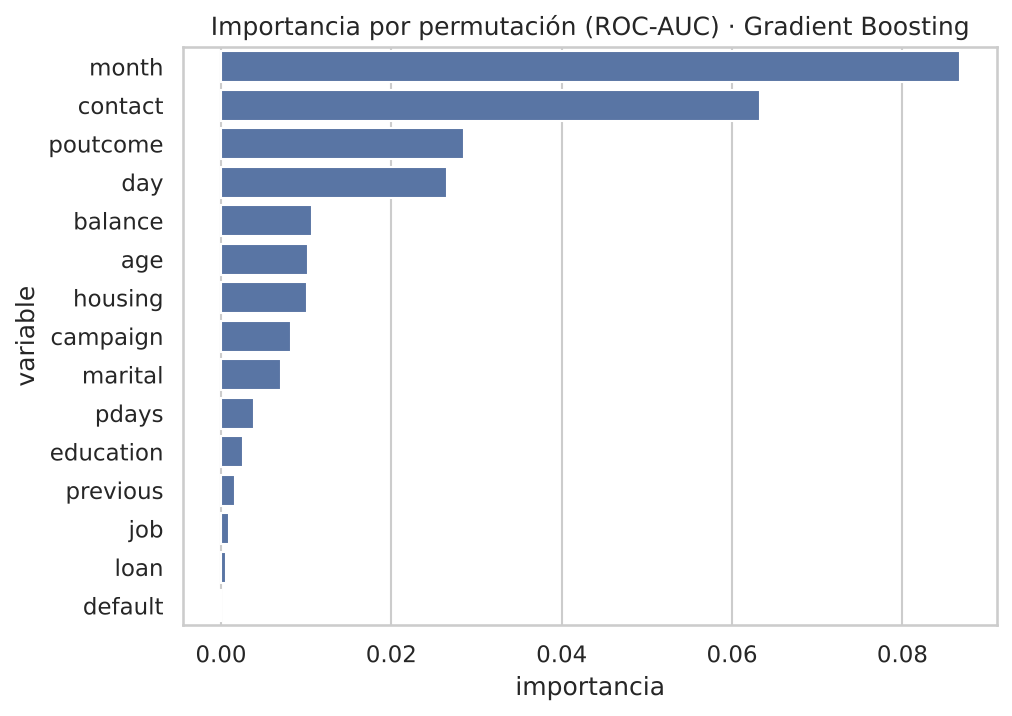 Importancia por permutación (ROC-AUC) · Gradient Boosting
variable
month
contact
poutcome
day
balance
age
housing
campaign
marital
pdays
education
previous
job
loan
default
0.00 0.02 0.04 0.06 0.08
importancia